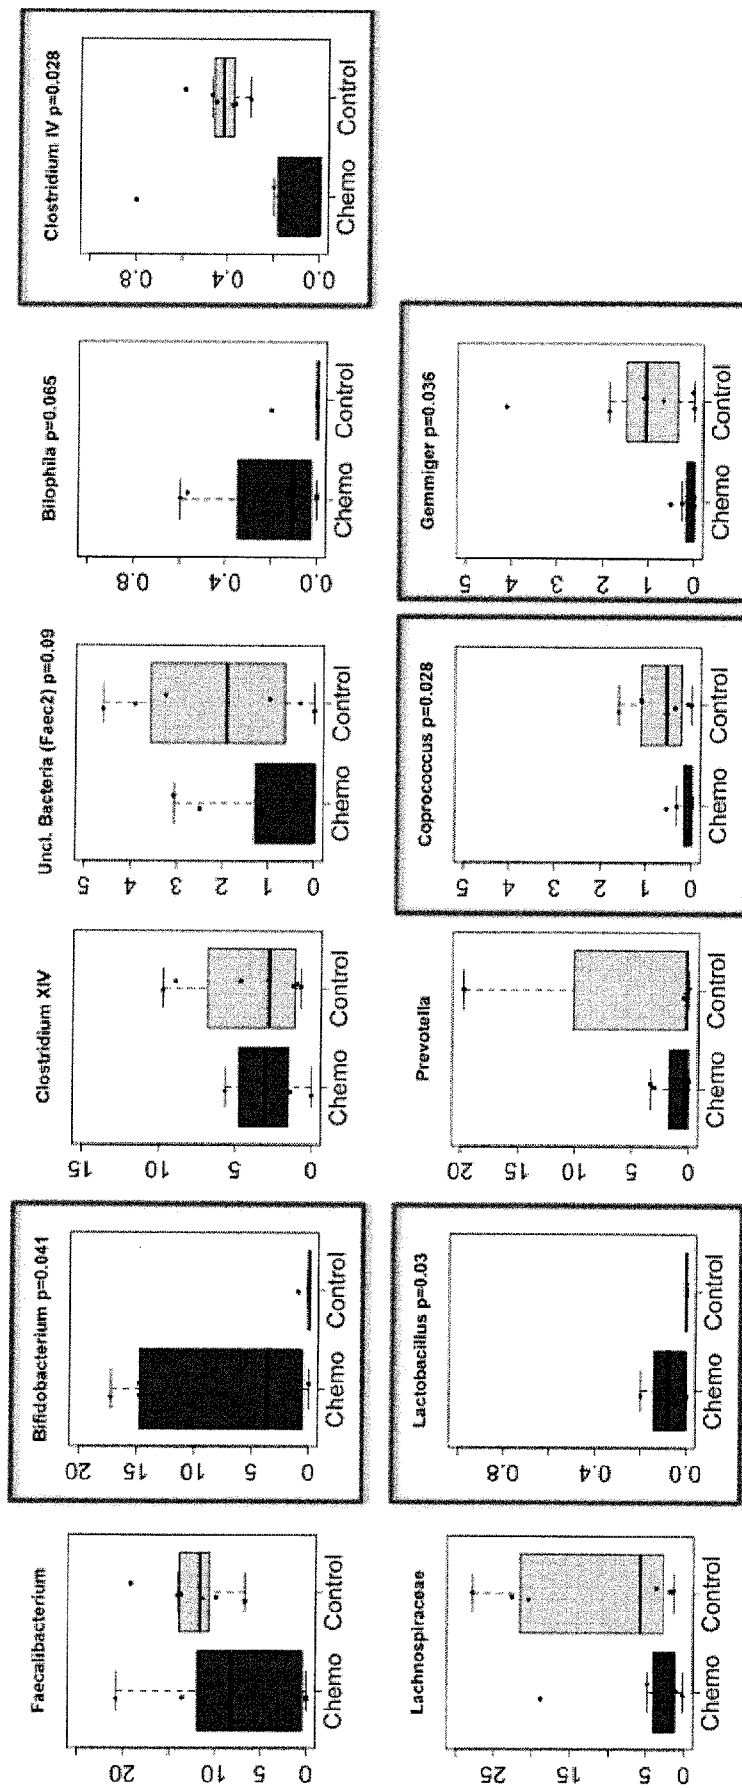 Faecalibacterium
20
10
5
0
Chemo Control
Bifidobacterium p=0.041
20
15
10
5
0
Chemo Control
Clostridium XIV
15
10
5
0
Chemo Control
Uncl. Bacteria (Faec2) p=0.09
5
4
3
2
1
0
Chemo Control
Bilophila p=0.065
0.8
0.4
0.0
Chemo Control
Clostridium IV p=0.028
0.8
0.4
0.0
Chemo Control
Lachnospiraceae
25
15
5
0
Chemo Control
Lactobacillus p=0.03
0.8
0.4
0.0
Chemo Control
Prevotella
20
10
5
0
Chemo Control
Coprococcus p=0.028
5
4
3
2
1
0
Chemo Control
Gemmiger p=0.036
5
4
3
2
1
0
Chemo Control